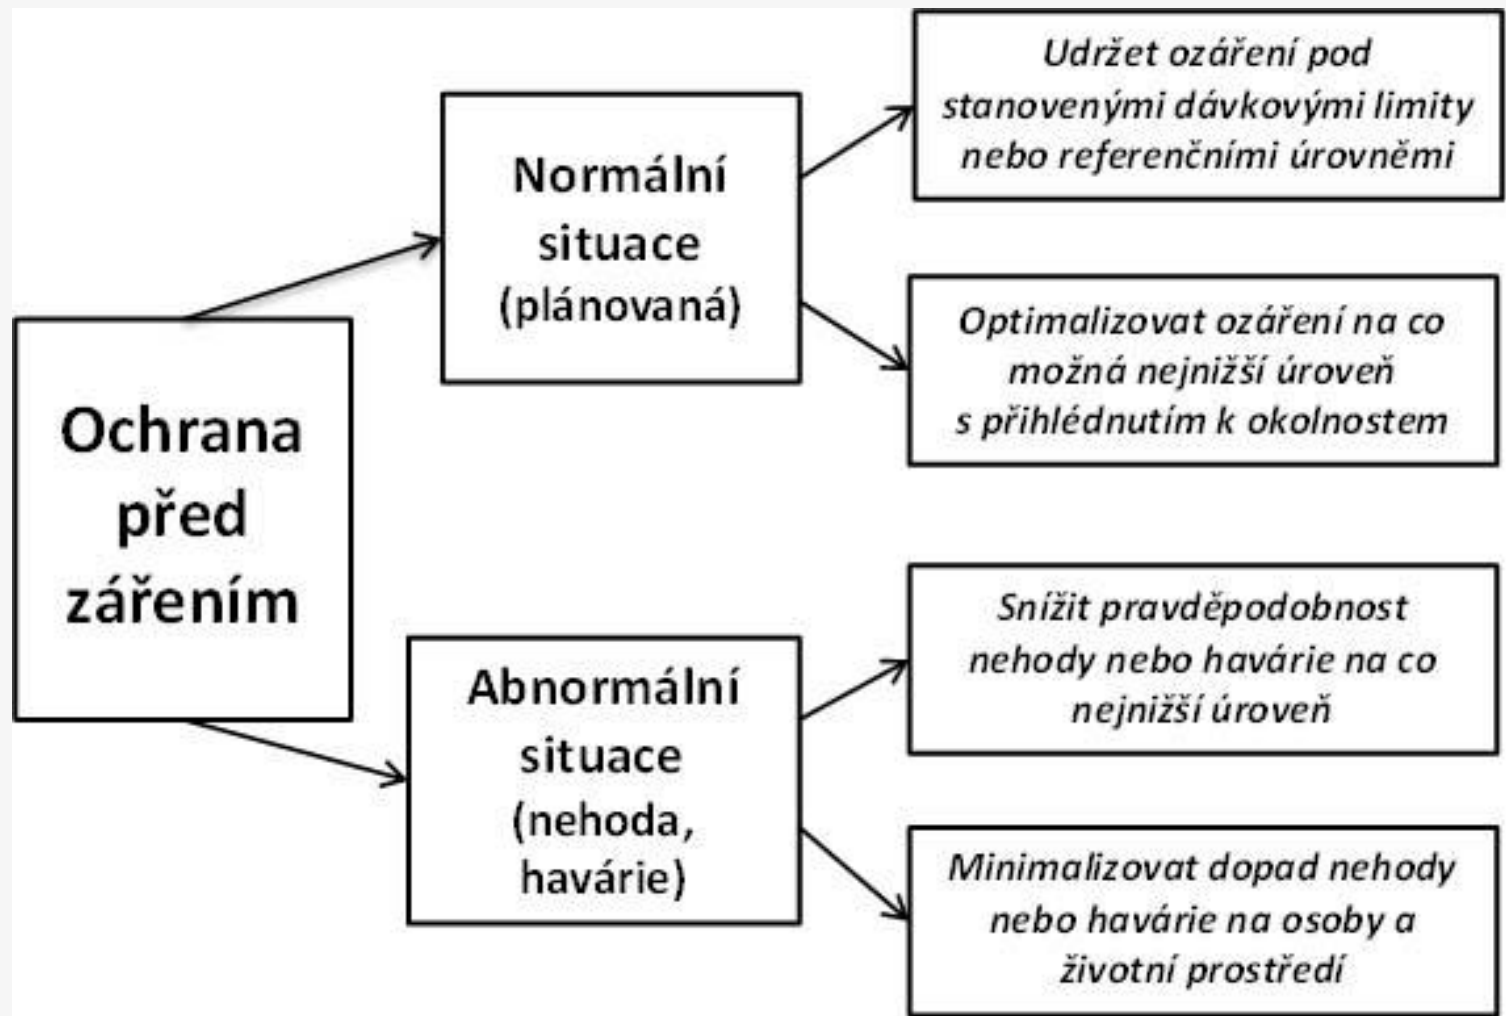 Ochrana
před
zářením
Normální
situace
(plánovaná)
Udržet ozáření pod
stanovenými dávkovými limity
nebo referenčními úrovněmi
Optimalizovat ozáření na co
možná nejnižší úroveň
s přihlédnutím k okolnostem
Abnormální
situace
(nehoda,
havárie)
Snížit pravděpodobnost
nehody nebo havárie na co
nejnižší úroveň
Minimalizovat dopad nehody
nebo havárie na osoby a
životní prostředí